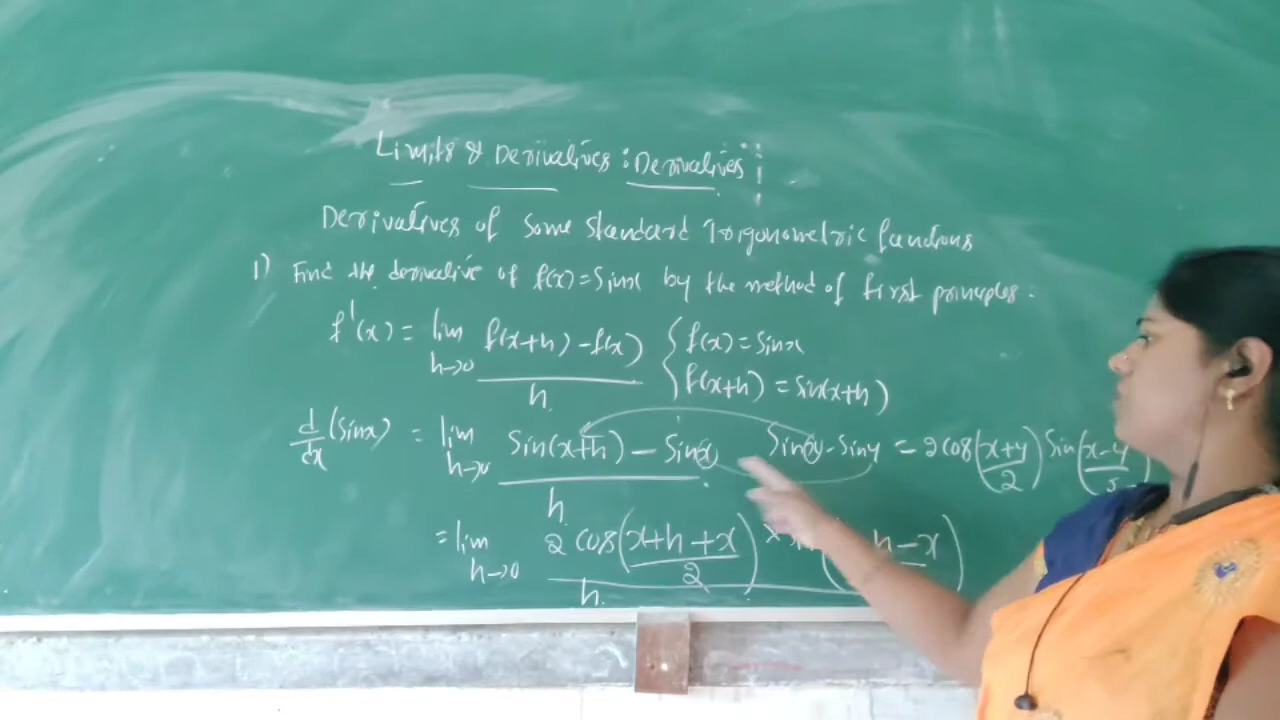 Limits & Derivatives : Derivatives
Derivatives of Some standard Trigonometric functions
1) Find the derivative of f(x) = Sinx by the method of first principles.
f'(x) = lim h→0 f(x+h) - f(x) / h { f(x) = Sinx
f(x+h) = Sin(x+h)
d/dx (Sinx) = lim h→0 Sin(x+h) - Sinx / h Sinx - Siny = 2 cos(x+y/2) Sin(x-y/
= lim h→0 2 cos(x+h+x/2) × h-x) / h